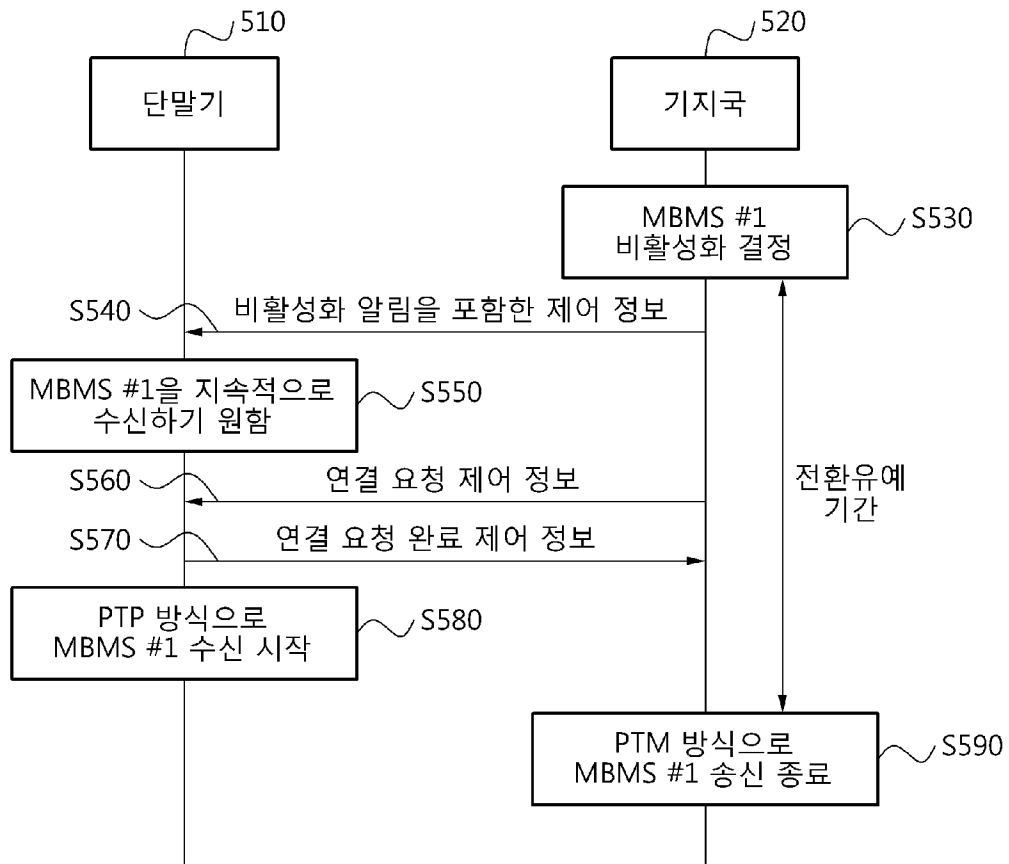 510
520
단말기
기지국
MBMS #1
비활성화 결정
S530
S540
비활성화 알림을 포함한 제어 정보
MBMS #1을 지속적으로
수신하기 원함
S550
S560
연결 요청 제어 정보
전환유예
기간
S570
연결 요청 완료 제어 정보
PTP 방식으로
MBMS #1 수신 시작
S580
PTM 방식으로
MBMS #1 송신 종료
S590